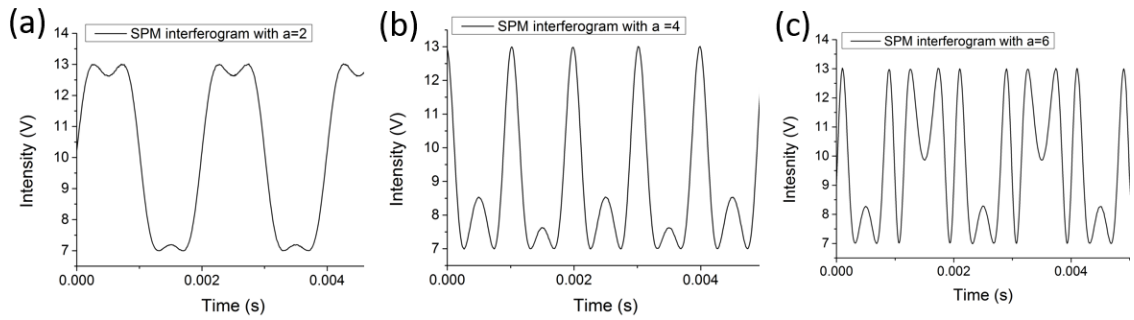 (a)
SPM interferogram with a=2
Intensity (V)
14
13
12
11
10
9
8
7
0.000
0.002
0.004
Time (s)
(b)
SPM interferogram with a =4
Intensity (V)
13
12
11
10
9
8
7
0.000
0.002
0.004
Time (s)
(c)
SPM interferogram with a=6
Intesnity (V)
14
13
12
11
10
9
8
7
6
0.000
0.002
0.004
Time (s)